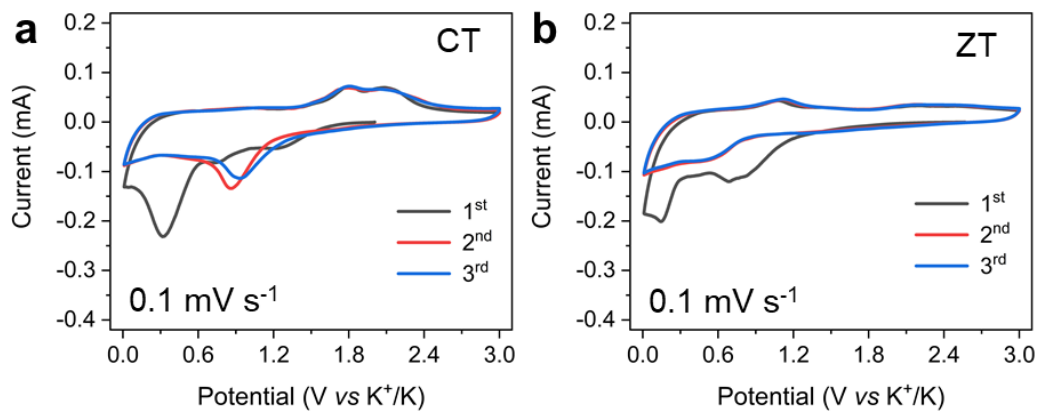 a
CT
0.2
0.1
0.0
-0.1
-0.2
-0.3
-0.4
Current (mA)
1st
2nd
3rd
0.1 mV s-1
0.0 0.6 1.2 1.8 2.4 3.0
Potential (V vs K+/K)
b
ZT
0.2
0.1
0.0
-0.1
-0.2
-0.3
-0.4
Current (mA)
1st
2nd
3rd
0.1 mV s-1
0.0 0.6 1.2 1.8 2.4 3.0
Potential (V vs K+/K)